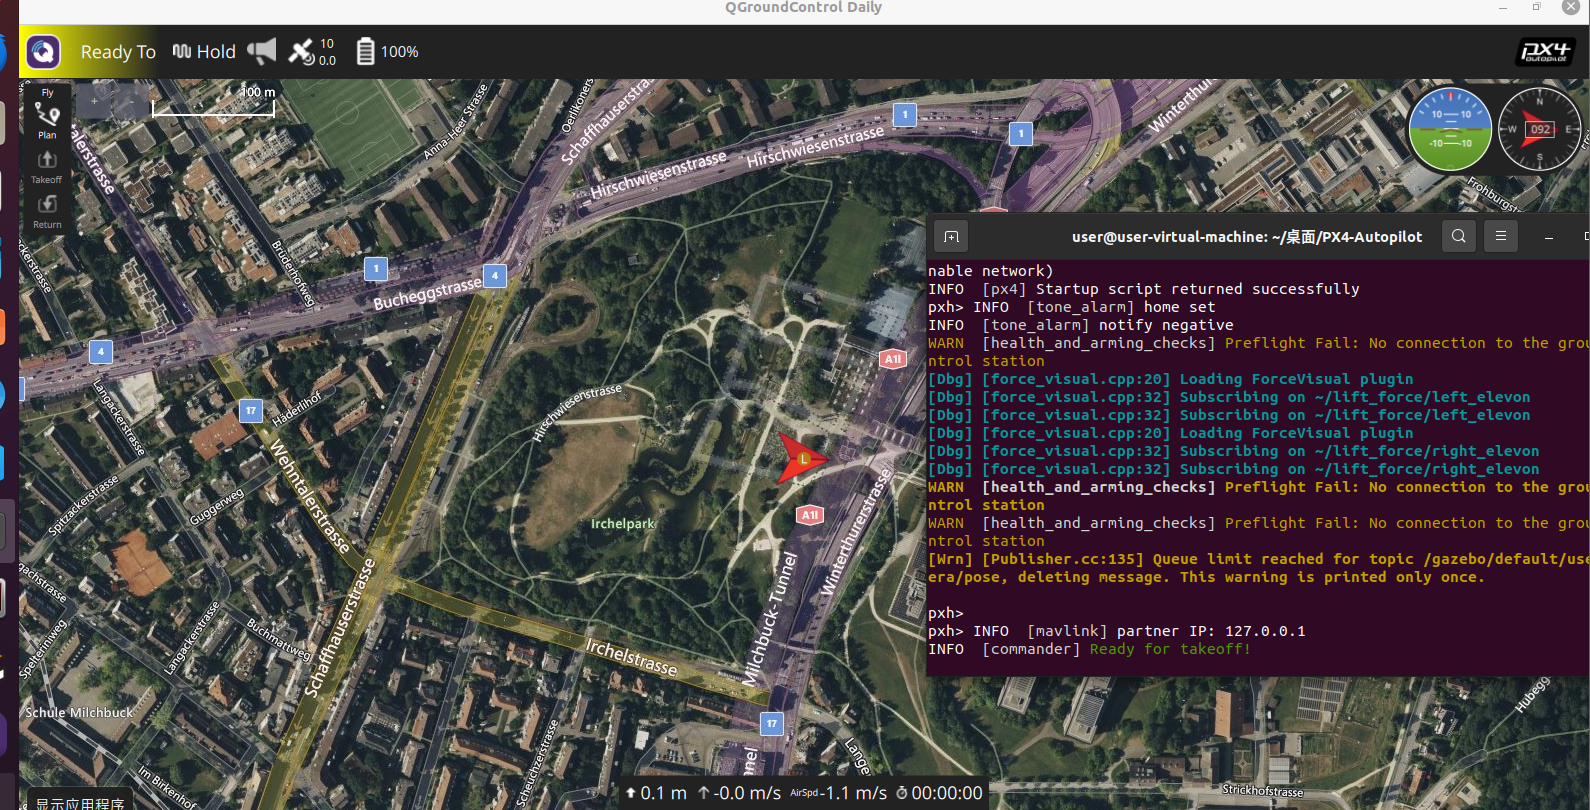 QGroundControl Daily
Ready To
Hold
10
0.0
100%
PX4
autopilot
Fly
Plan
Takeoff
Return
100 m
Anna-Heer-Strasse
Schaffhauserstra
Hirschwiesenstrasse
Hirschwiesenstrasse
1
1
Winterthu
10
10
-10
-10
N
W
092
E
S
Frohburgst
Brüderhofweg
1
4
Bucheggstrasse
4
Langackerstrasse
17
Häderlihof
Hirschwiesenstrasse
A1l
L
Wehntalerstrasse
Spitzackerstrasse
Guggerweg
Irchelpark
A1l
Winterthurerstrasse
Milchbuck-Tunnel
Schaffhauserstrasse
Irchelstrasse
Langackerstrasse
Buchmattweg
Spelteriniweg
Schule Milchbuck
17
Im Birkenhof
Scheuchzerstrasse
Lange
nnel
Hubegg
Strickhofstrasse
显示应用程序
0.1 m
-0.0 m/s
AirSpd
-1.1 m/s
00:00:00
user@user-virtual-machine: ~/桌面/PX4-Autopilot
nable network)
INFO  [px4] Startup script returned successfully
pxh> INFO  [tone_alarm] home set
INFO  [tone_alarm] notify negative
WARN  [health_and_arming_checks] Preflight Fail: No connection to the grou
ntrol station
[Dbg] [force_visual.cpp:20] Loading ForceVisual plugin
[Dbg] [force_visual.cpp:32] Subscribing on ~/lift_force/left_elevon
[Dbg] [force_visual.cpp:32] Subscribing on ~/lift_force/left_elevon
[Dbg] [force_visual.cpp:20] Loading ForceVisual plugin
[Dbg] [force_visual.cpp:32] Subscribing on ~/lift_force/right_elevon
[Dbg] [force_visual.cpp:32] Subscribing on ~/lift_force/right_elevon
WARN  [health_and_arming_checks] Preflight Fail: No connection to the grou
ntrol station
WARN  [health_and_arming_checks] Preflight Fail: No connection to the grou
ntrol station
[Wrn] [Publisher.cc:135] Queue limit reached for topic /gazebo/default/use
era/pose, deleting message. This warning is printed only once.
pxh>
pxh> INFO  [mavlink] partner IP: 127.0.0.1
INFO  [commander] Ready for takeoff!